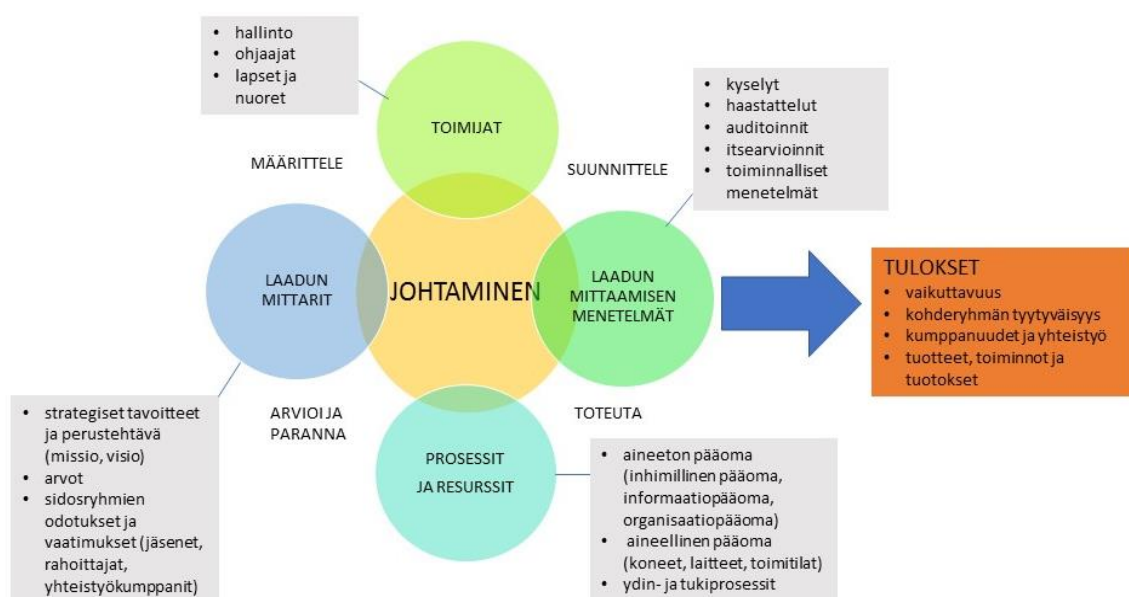 • hallinto
• ohjaajat
• lapset ja
nuoret
TOIMIJAT
• kyselyt
• haastattelut
• auditoinnit
• itsearvioinnit
• toiminnalliset
menetelmät
MÄÄRITTELE
SUUNNITTELE
LAADUN
MITTARIT
JOHTAMINEN
LAADUN
MITTAAMISEN
MENETELMÄT
TULOKSET
• vaikuttavuus
• kohderyhmän tyytyväisyys
• kumppanuudet ja yhteistyö
• tuotteet, toiminnot ja
tuotokset
ARVIOI JA
PARANNA
TOTEUTA
• strategiset tavoitteet
ja perustehtävä
(missio, visio)
• arvot
• sidosryhmien
odotukset ja
vaatimukset (jäsenet,
rahoittajat,
yhteistyökumppanit)
PROSESSIT
JA RESURSSIT
• aineeton pääoma
(inhimillinen pääoma,
informaatiopääoma,
organisaatiopääoma)
• aineellinen pääoma
(koneet, laitteet, toimitilat)
• ydin- ja tukiprosessit